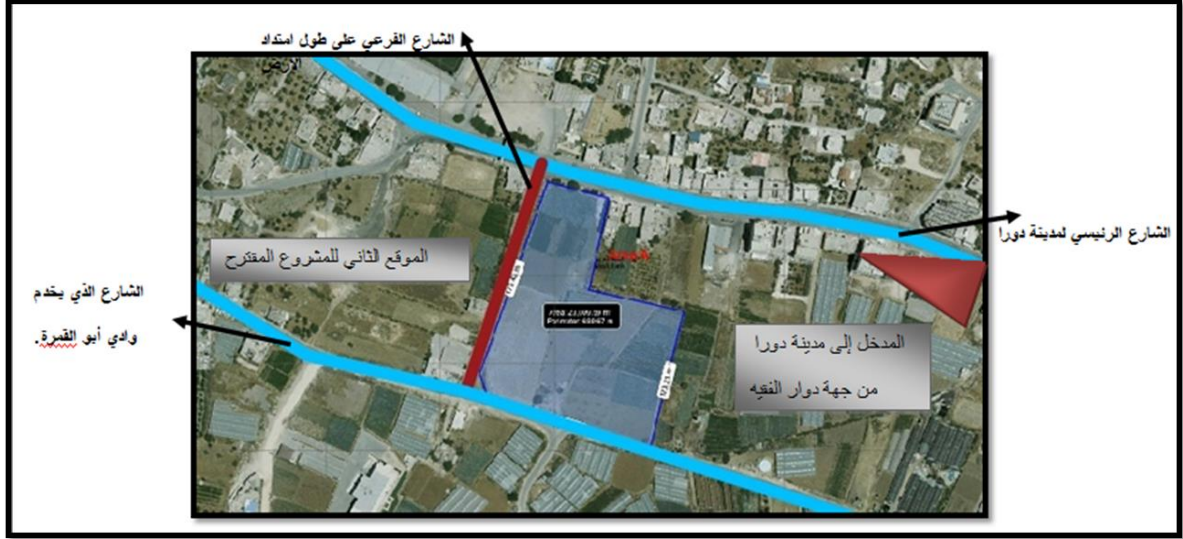 الشارع الفرعي على طول امتداد
الارض
الشارع الرئيسي لمدينة دورا
الموقع الثاني للمشروع المقترح
الشارع الذي يخدم
وادي أبو القمرة.
المدخل إلى مدينة دورا
من جهة دوار الفقيه